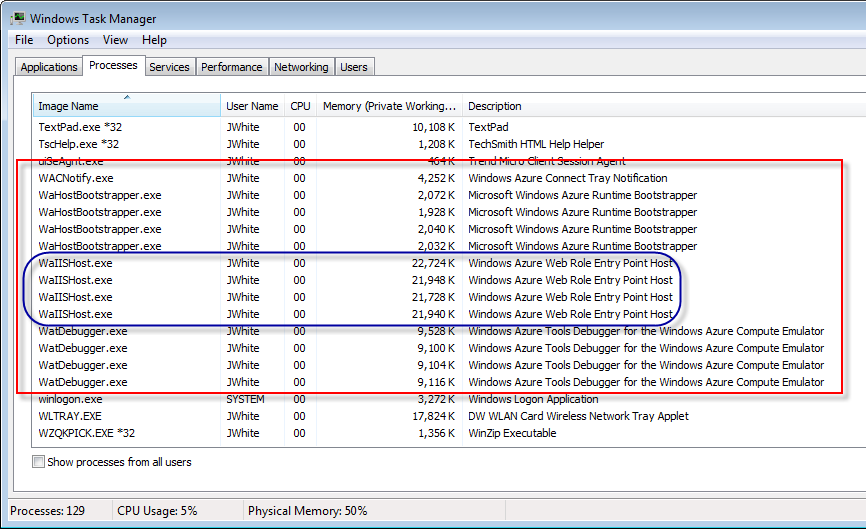 Windows Task Manager
File Options View Help
Applications Processes Services Performance Networking Users
Image Name User Name CPU Memory (Private Working... Description
TextPad.exe *32 JWhite 00 10,108 K TextPad
TscHelp.exe *32 JWhite 00 1,208 K TechSmith HTML Help Helper
uiSeAgnt.exe JWhite 00 464 K Trend Micro Client Session Agent
WACNotify.exe JWhite 00 4,252 K Windows Azure Connect Tray Notification
WaHostBootstrapper.exe JWhite 00 2,072 K Microsoft Windows Azure Runtime Bootstrapper
WaHostBootstrapper.exe JWhite 00 1,928 K Microsoft Windows Azure Runtime Bootstrapper
WaHostBootstrapper.exe JWhite 00 2,040 K Microsoft Windows Azure Runtime Bootstrapper
WaHostBootstrapper.exe JWhite 00 2,032 K Microsoft Windows Azure Runtime Bootstrapper
WaIISHost.exe JWhite 00 22,724 K Windows Azure Web Role Entry Point Host
WaIISHost.exe JWhite 00 21,948 K Windows Azure Web Role Entry Point Host
WaIISHost.exe JWhite 00 21,728 K Windows Azure Web Role Entry Point Host
WaIISHost.exe JWhite 00 21,940 K Windows Azure Web Role Entry Point Host
WatDebugger.exe JWhite 00 9,528 K Windows Azure Tools Debugger for the Windows Azure Compute Emulator
WatDebugger.exe JWhite 00 9,100 K Windows Azure Tools Debugger for the Windows Azure Compute Emulator
WatDebugger.exe JWhite 00 9,104 K Windows Azure Tools Debugger for the Windows Azure Compute Emulator
WatDebugger.exe JWhite 00 9,116 K Windows Azure Tools Debugger for the Windows Azure Compute Emulator
winlogon.exe SYSTEM 00 3,272 K Windows Logon Application
WLTRAY.EXE JWhite 00 17,824 K DW WLAN Card Wireless Network Tray Applet
WZQKPICK.EXE *32 JWhite 00 1,356 K WinZip Executable
Show processes from all users
Processes: 129 CPU Usage: 5% Physical Memory: 50%